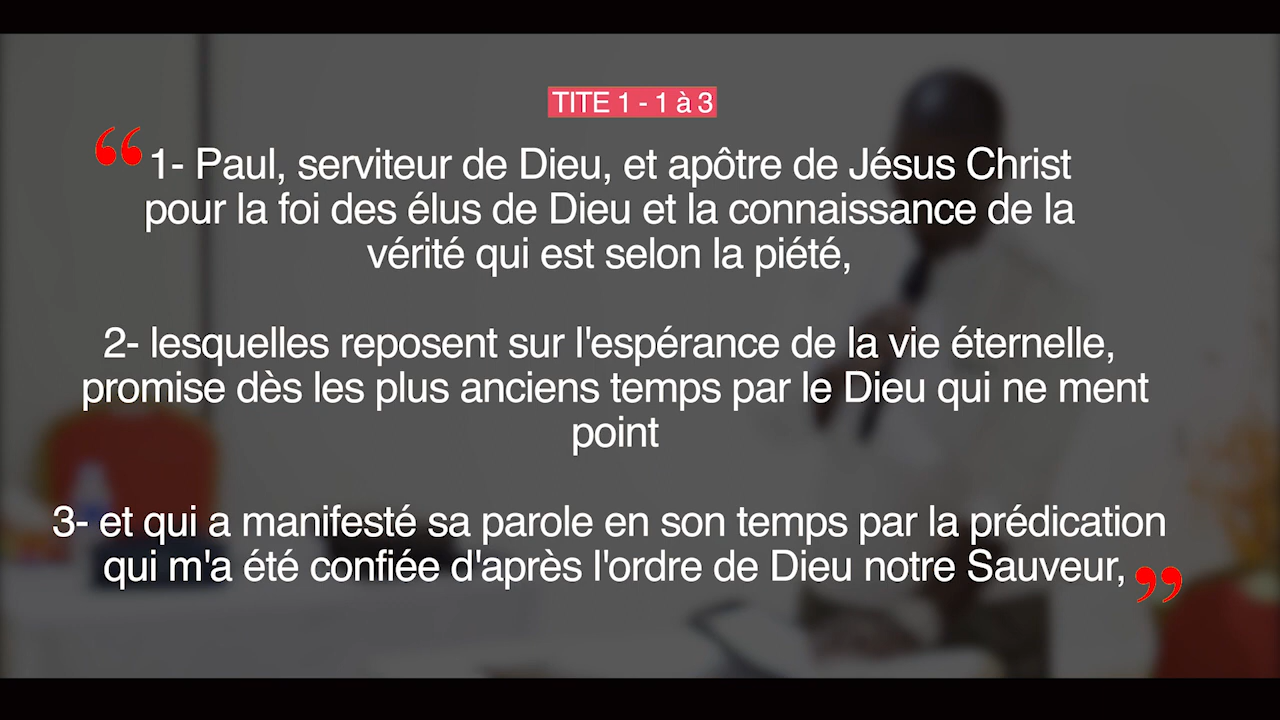 TITE 1 - 1 à 3
“ 1- Paul, serviteur de Dieu, et apôtre de Jésus Christ
pour la foi des élus de Dieu et la connaissance de la
vérité qui est selon la piété,
2- lesquelles reposent sur l'espérance de la vie éternelle,
promise dès les plus anciens temps par le Dieu qui ne ment
point
3- et qui a manifesté sa parole en son temps par la prédication
qui m'a été confiée d'après l'ordre de Dieu notre Sauveur, ”